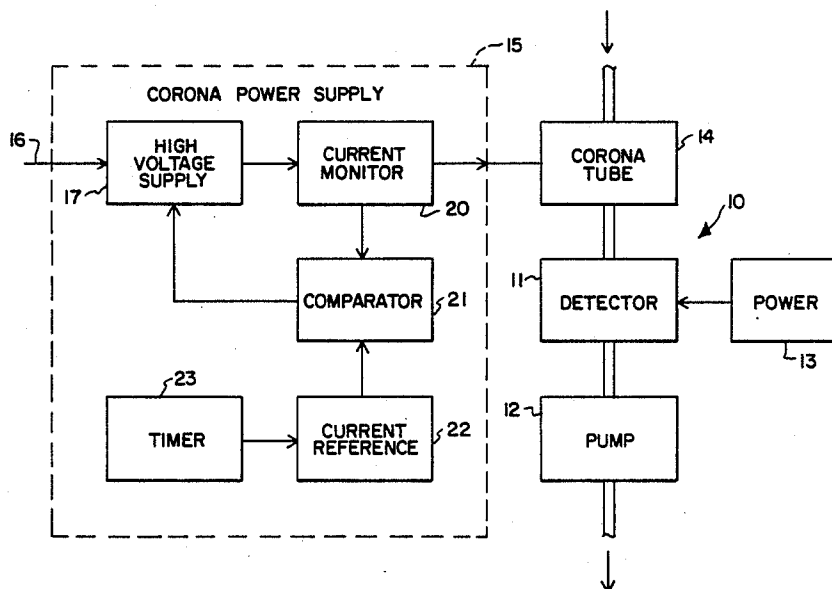 15
CORONA POWER SUPPLY
16
HIGH
VOLTAGE
SUPPLY
17
CURRENT
MONITOR
20
CORONA
TUBE
14
10
COMPARATOR
21
11
DETECTOR
POWER
13
23
TIMER
CURRENT
REFERENCE
22
12
PUMP